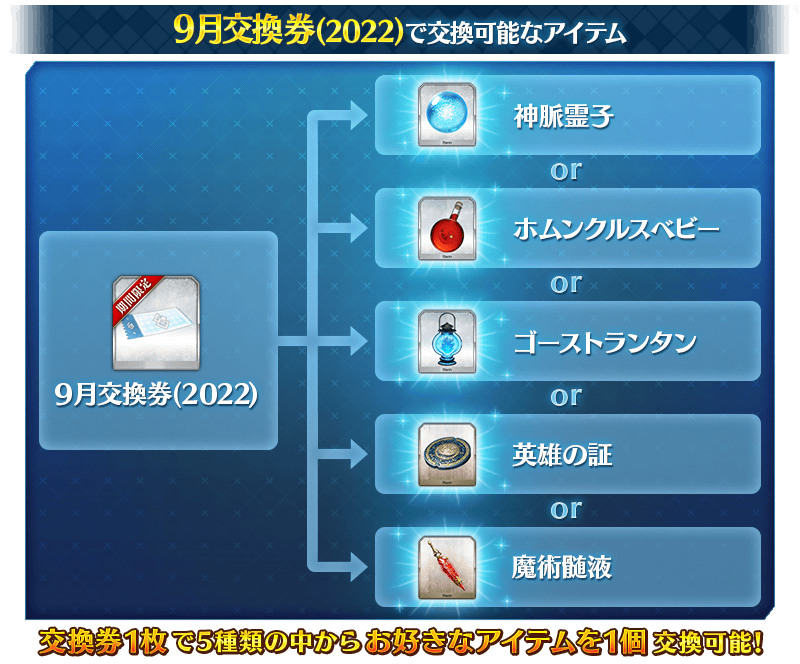 9月交換券(2022)で交換可能なアイテム
神脈霊子
or
ホムンクルスベビー
or
期間限定
9月交換券(2022)
ゴーストランタン
or
英雄の証
or
魔術髄液
交換券1枚で5種類の中からお好きなアイテムを1個交換可能!